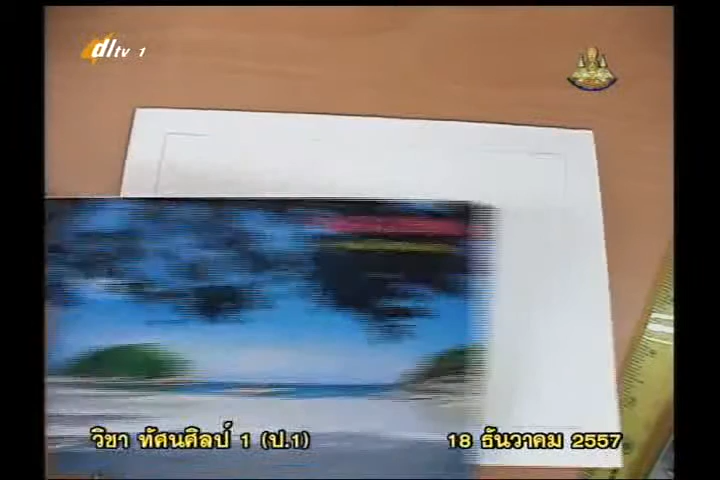 dltv 1
วิชา ทัศนศิลป์ 1 (ป.1)
18 ธันวาคม 2557